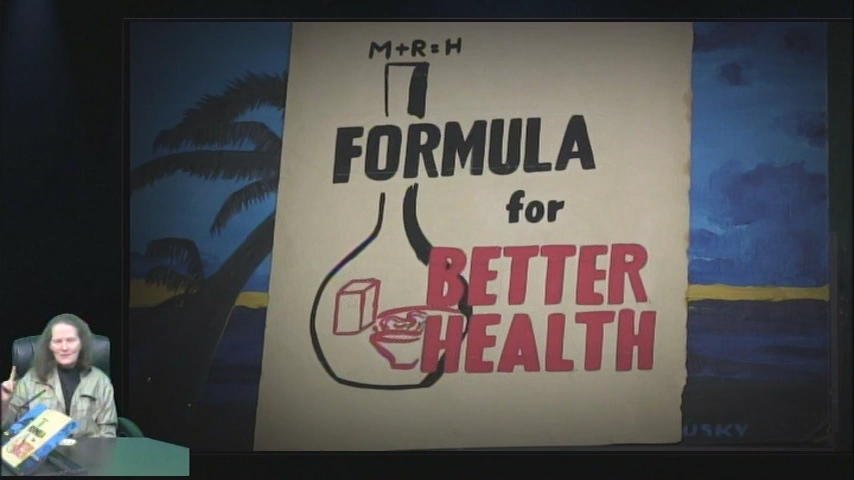 M+R=H
FORMULA
for
BETTER
HEALTH
USKY